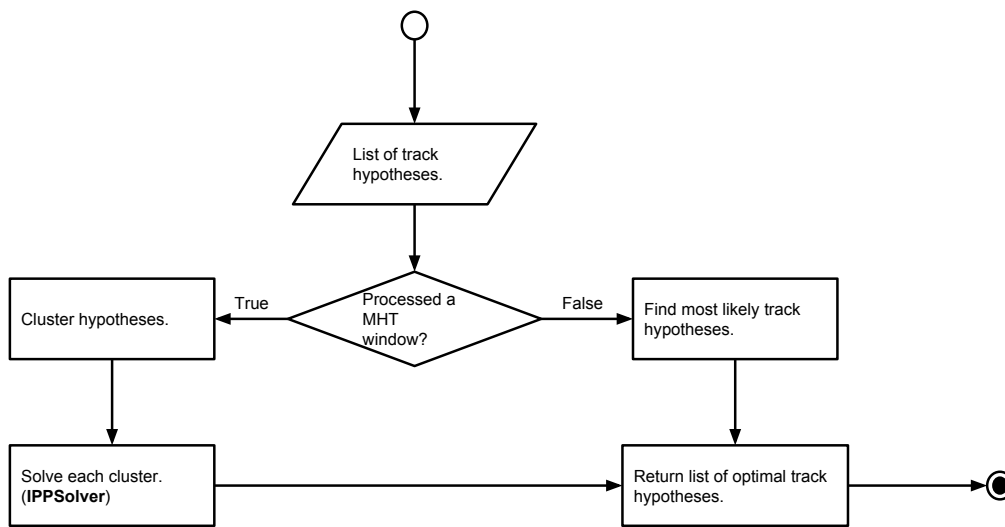 List of track
hypotheses.
Processed a
MHT
window?
True
False
Cluster hypotheses.
Find most likely track
hypotheses.
Solve each cluster.
(IPPSolver)
Return list of optimal track
hypotheses.